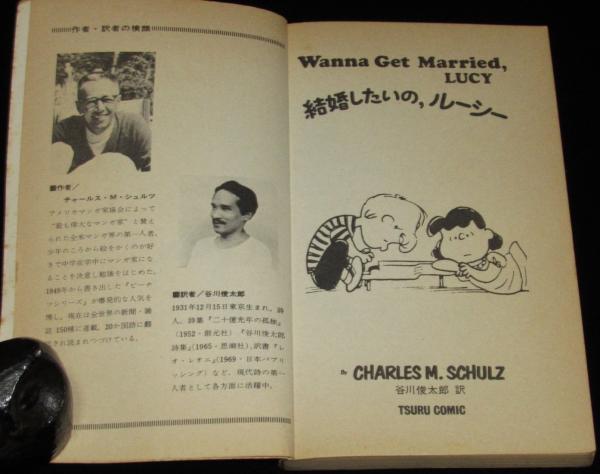 作者・訳者の横顔
■作者/
チャールス・M・シュルツ
アメリカマンガ家協会によって
“最も偉大なマンガ家”と賛え
られた全米マンガ界の第一人者。
少年のころから絵をかくのが好
きで中学在学中にマンガ家にな
ることを決意し勉強をはじめた。
1948年から書き出した『ピーナ
ッツシリーズ』が爆発的な人気を
博し、現在は全世界の新聞・雑
誌150種に連載、20か国語に翻
訳され読まれつづけている。
■訳者/谷川俊太郎
1931年12月15日東京生まれ。詩
人。詩集『二十億光年の孤独』
(1952・創元社)『谷川俊太郎
詩集』(1965・思潮社)、訳書『レ
オ・レオニ』(1969・日本パブリ
ッシング)など、現代詩の第一
人者として各方面に活躍中。
Wanna Get Married,
LUCY
結婚したいの,ルーシー
By CHARLES M. SCHULZ
谷川俊太郎 訳
TSURU COMIC